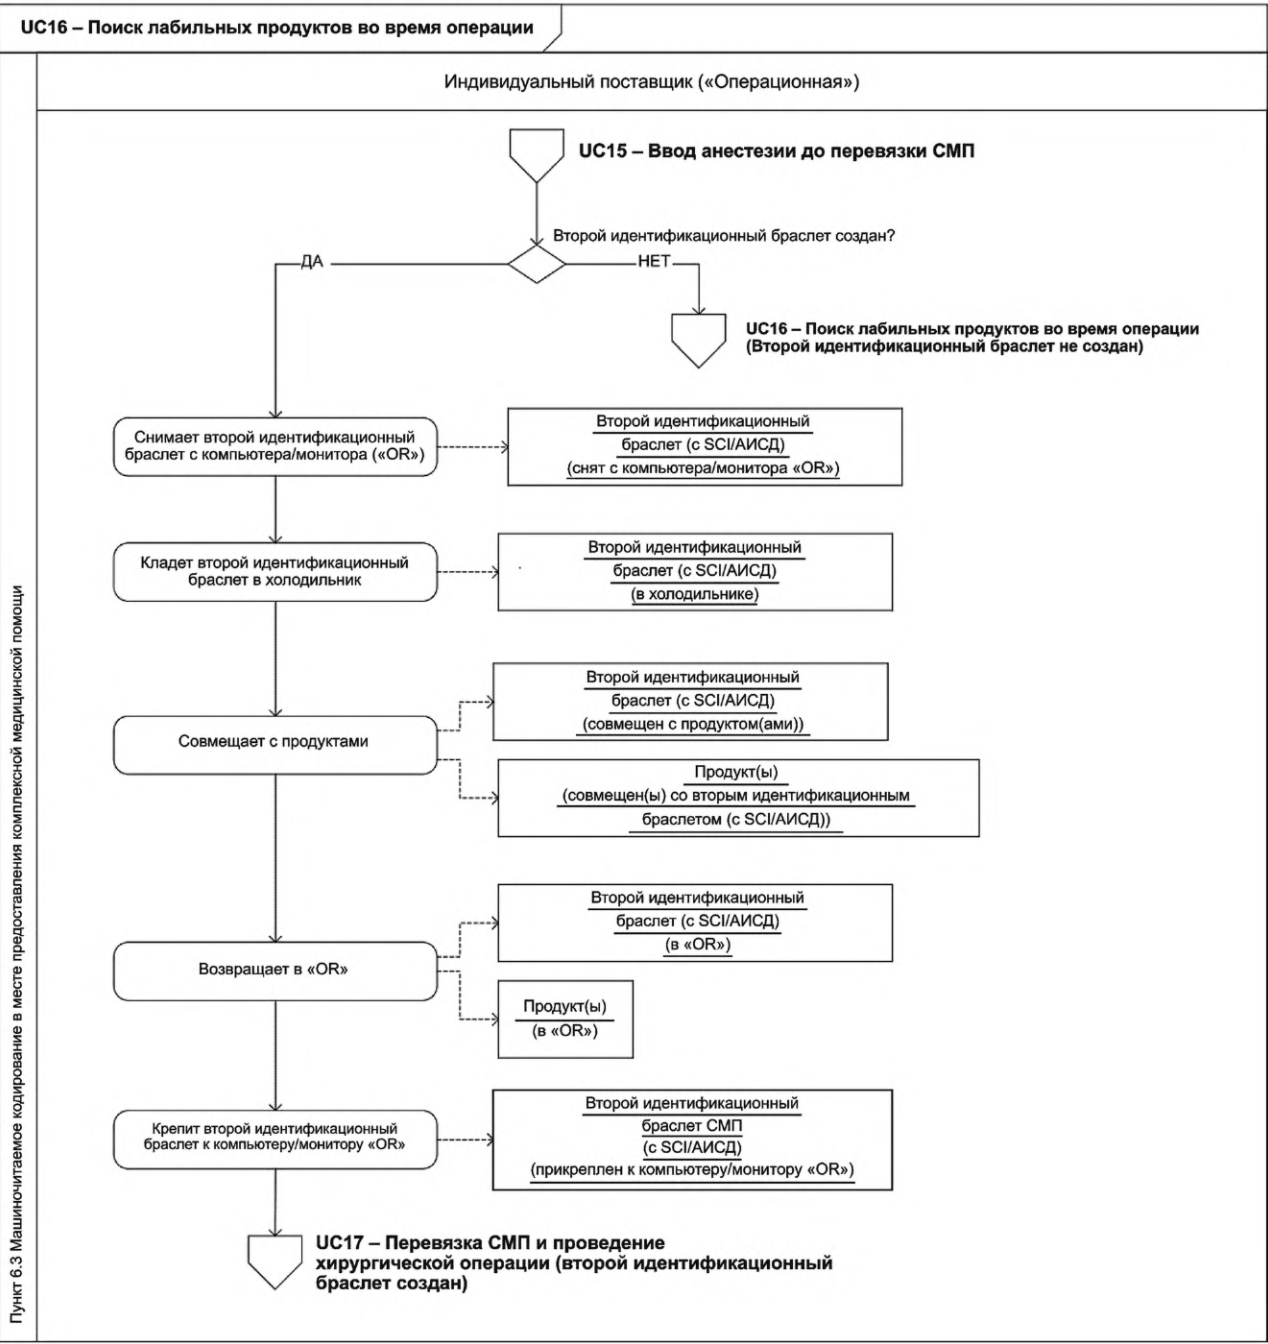 UC16 – Поиск лабильных продуктов во время операции
Индивидуальный поставщик («Операционная»)
Пункт 6.3 Машиночитаемое кодирование в месте предоставления комплексной медицинской помощи
UC15 – Ввод анестезии до перевязки СМП
Второй идентификационный браслет создан?
ДА
НЕТ
UC16 – Поиск лабильных продуктов во время операции
(Второй идентификационный браслет не создан)
Снимает второй идентификационный
браслет с компьютера/монитора («OR»)
Второй идентификационный
браслет (с SCI/АИСД)
(снят с компьютера/монитора «OR»)
Кладет второй идентификационный
браслет в холодильник
Второй идентификационный
браслет (с SCI/АИСД)
(в холодильнике)
Совмещает с продуктами
Второй идентификационный
браслет (с SCI/АИСД)
(совмещен с продуктом(ами))
Продукт(ы)
(совмещен(ы) со вторым идентификационным
браслетом (с SCI/АИСД))
Возвращает в «OR»
Второй идентификационный
браслет (с SCI/АИСД)
(в «OR»)
Продукт(ы)
(в «OR»)
Крепит второй идентификационный
браслет к компьютеру/монитору «OR»
Второй идентификационный
браслет СМП
(с SCI/АИСД)
(прикреплен к компьютеру/монитору «OR»)
UC17 – Перевязка СМП и проведение
хирургической операции (второй идентификационный
браслет создан)